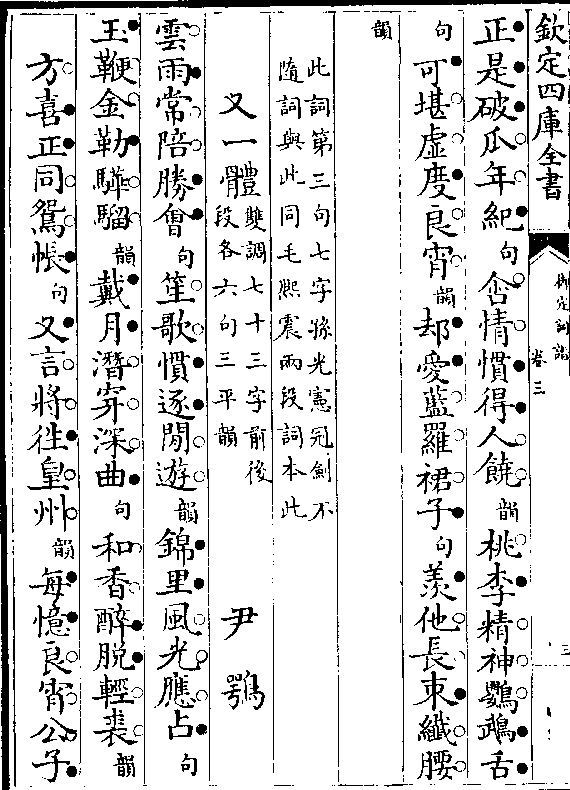 欽定四庫全書
御定詞譜
卷三
三
正是破瓜年紀句含情慣得人饒韻桃李精神鸚鵡舌
句可堪虛度良宵韻却愛藍羅裙子句羨他長束纖腰
韻
此詞第三句七字孫光憲冠劍不
隨詞與此同毛熙震兩段詞本此
又一體雙調七十三字前後
段各六句三平韻
尹鶚
雲雨常陪勝會句笙歌慣逐閒遊韻錦里風光應占句
玉鞭金勒驊騮韻戴月潛穿深曲句和香醉脱輕裘韻
方喜正同鴛帳句又言將往皇州韻每憶良宵公子